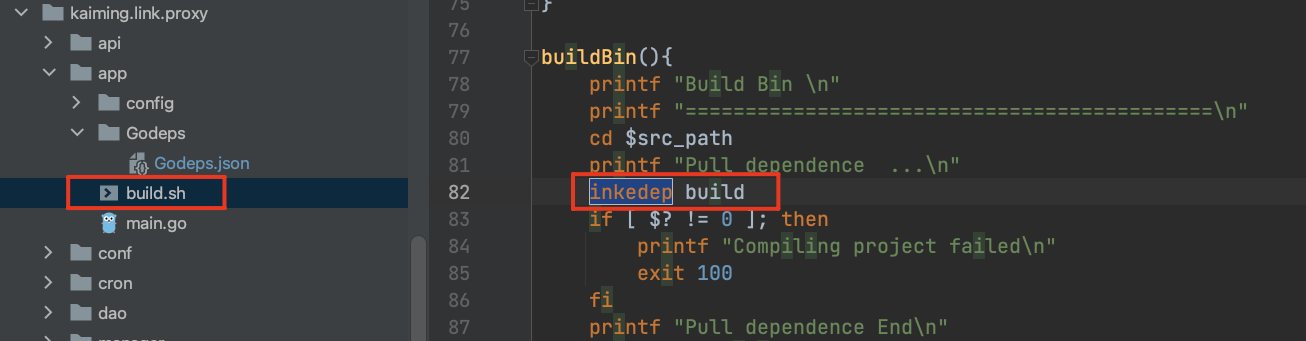 kaiming.link.proxy
api
app
config
Godeps
Godeps.json
build.sh
main.go
conf
cron
dao
75 }
76
77 buildBin(){
78 printf "Build Bin \n"
79 printf "============================================\n"
80 cd $src_path
81 printf "Pull dependence ...\n"
82 inkedep build
83 if [ $? != 0 ]; then
84 printf "Compiling project failed\n"
85 exit 100
86 fi
87 printf "Pull dependence End\n"